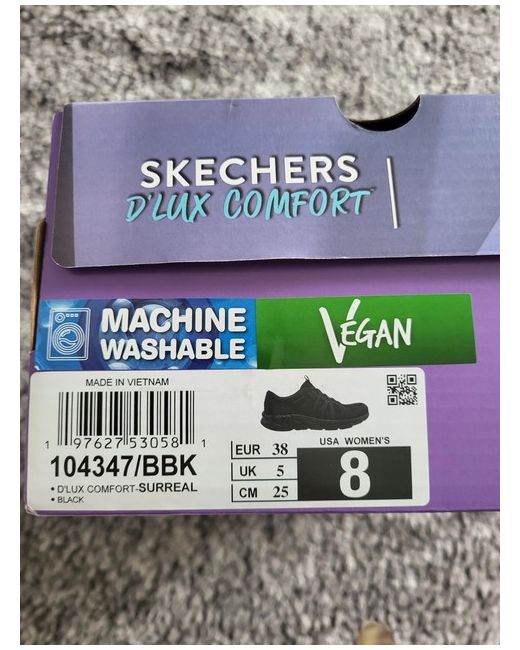 SKECHERS
D'LUX COMFORT
MACHINE
WASHABLE
VEGAN
MADE IN VIETNAM
1 97627 53058 1
104347/BBK
• D'LUX COMFORT-SURREAL
• BLACK
EUR 38
UK 5
CM 25
USA WOMEN'S
8